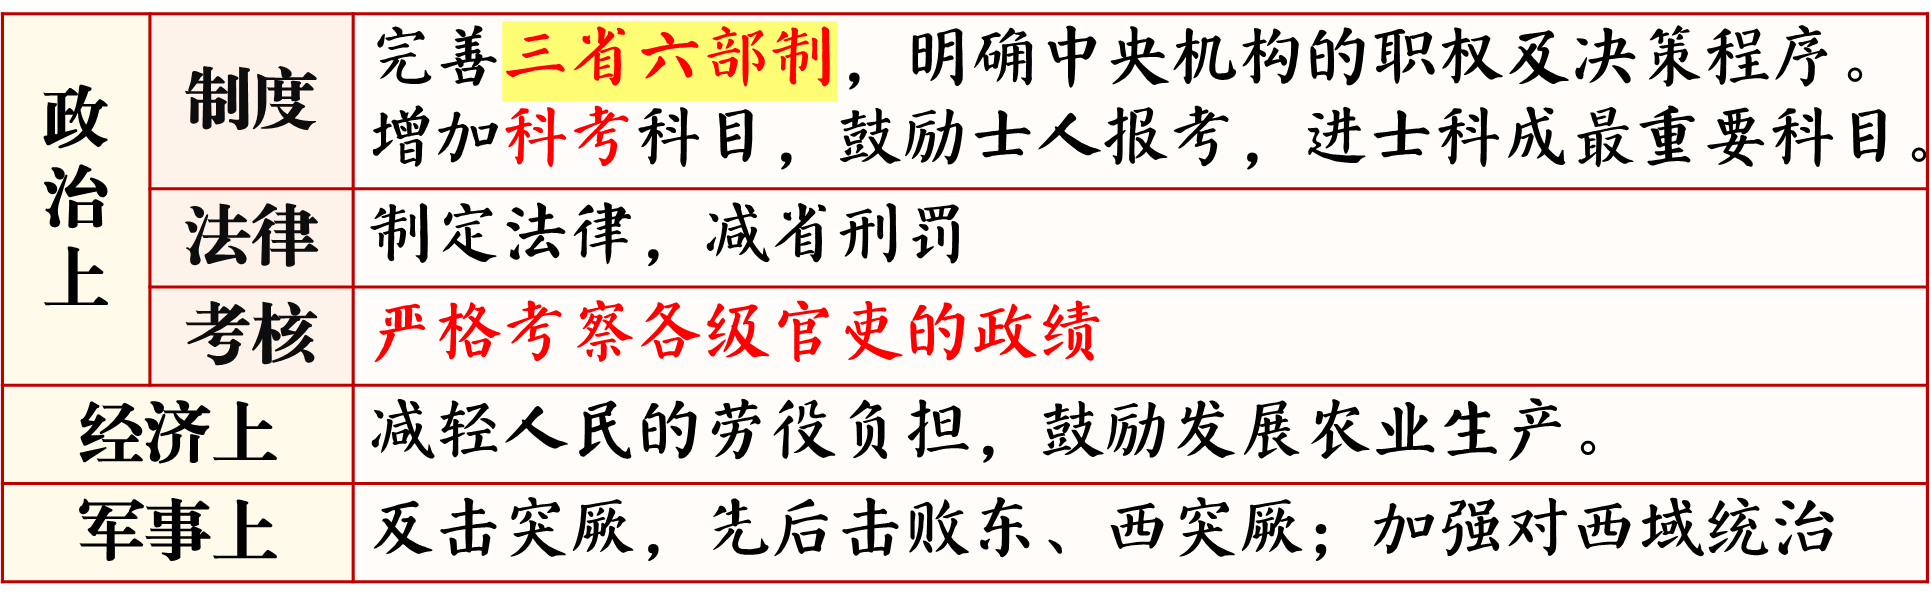 政治上
制度
完善三省六部制，明确中央机构的职权及决策程序。
增加科考科目，鼓励士人报考，进士科成最重要科目。
法律
制定法律，减省刑罚
考核
严格考察各级官吏的政绩
经济上
减轻人民的劳役负担，鼓励发展农业生产。
军事上
反击突厥，先后击败东、西突厥；加强对西域统治